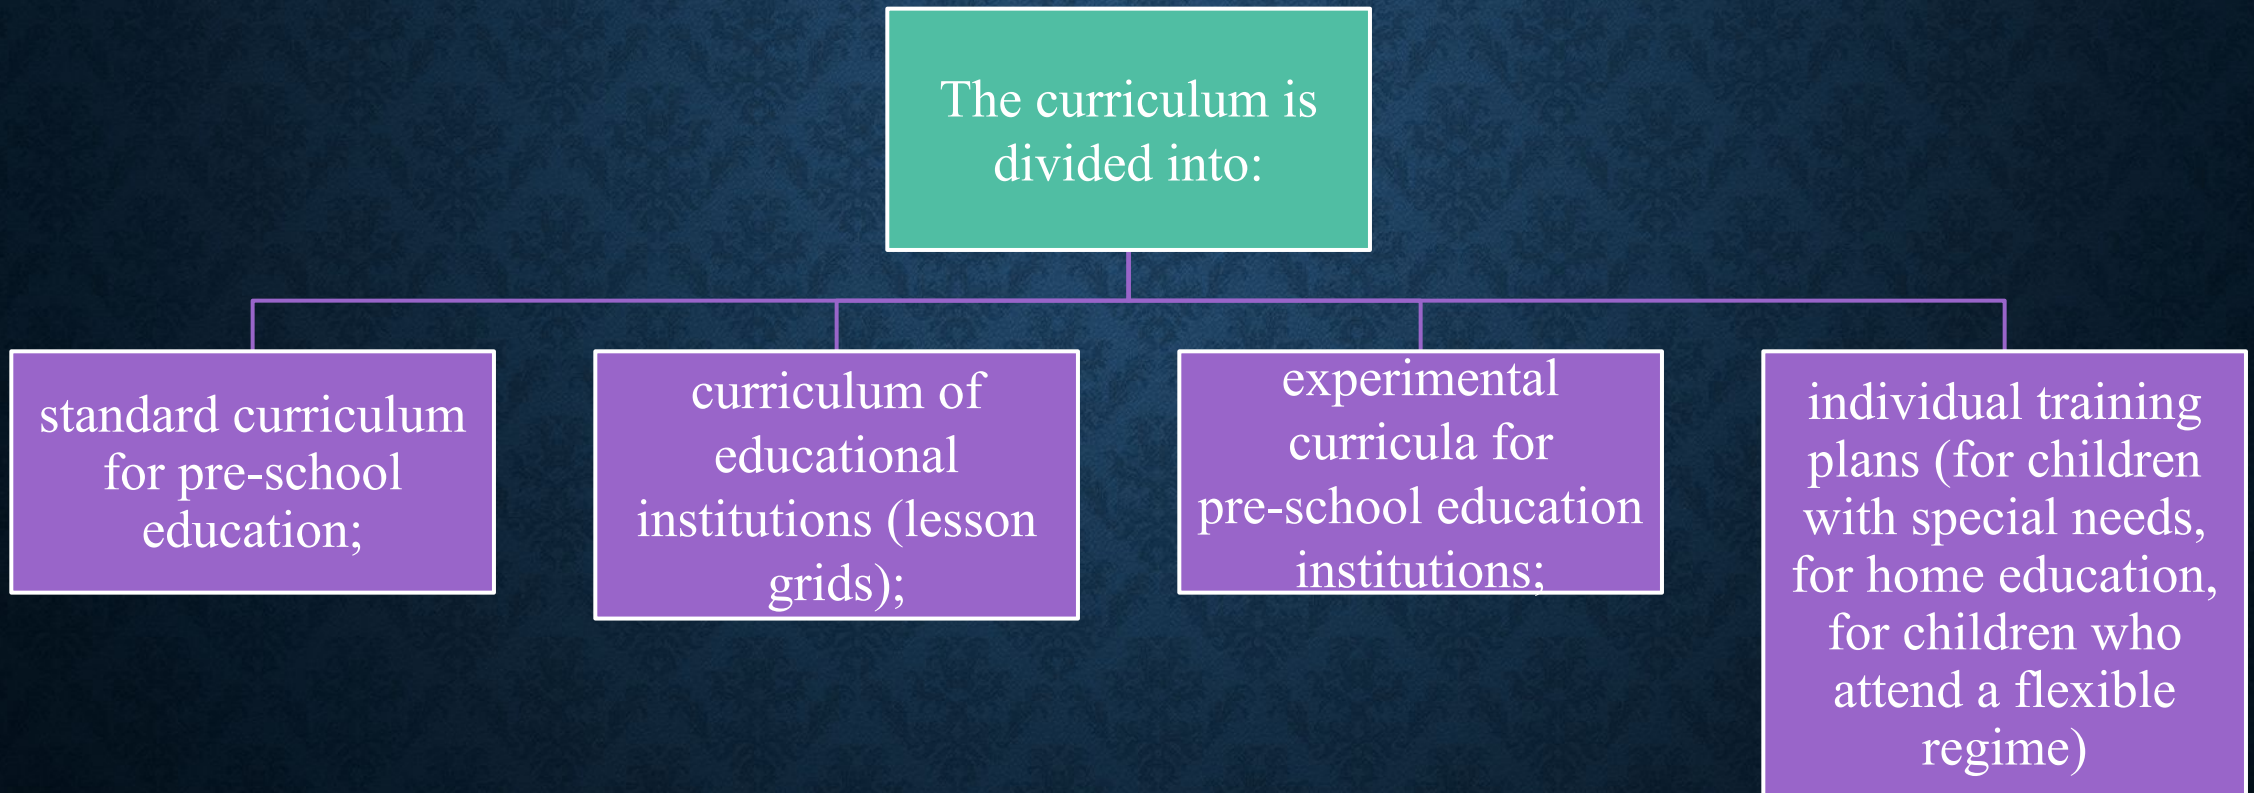 The curriculum is
divided into:
standard curriculum
for pre-school
education;
curriculum of
educational
institutions (lesson
grids);
experimental
curricula for
pre-school education
institutions;
individual training
plans (for children
with special needs,
for home education,
for children who
attend a flexible
regime)